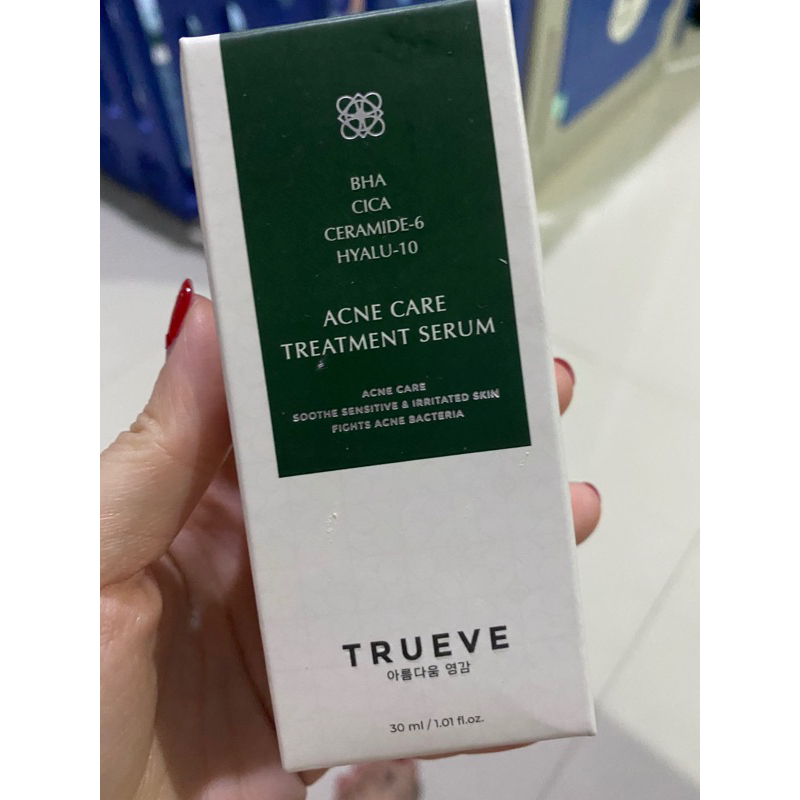 BHA
CICA
CERAMIDE-6
HYALU-10
ACNE CARE
TREATMENT SERUM
ACNE CARE
SOOTHE SENSITIVE & IRRITATED SKIN
FIGHTS ACNE BACTERIA
TRUEVE
아름다움 영감
30 ml / 1.01 fl.oz.